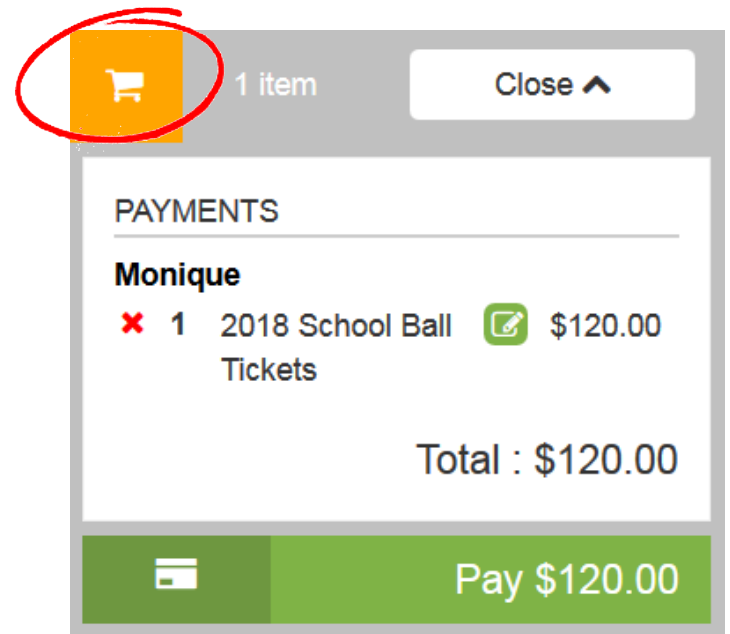 1 item
Close
PAYMENTS
Monique
1 2018 School Ball $120.00
Tickets
Total : $120.00
Pay $120.00